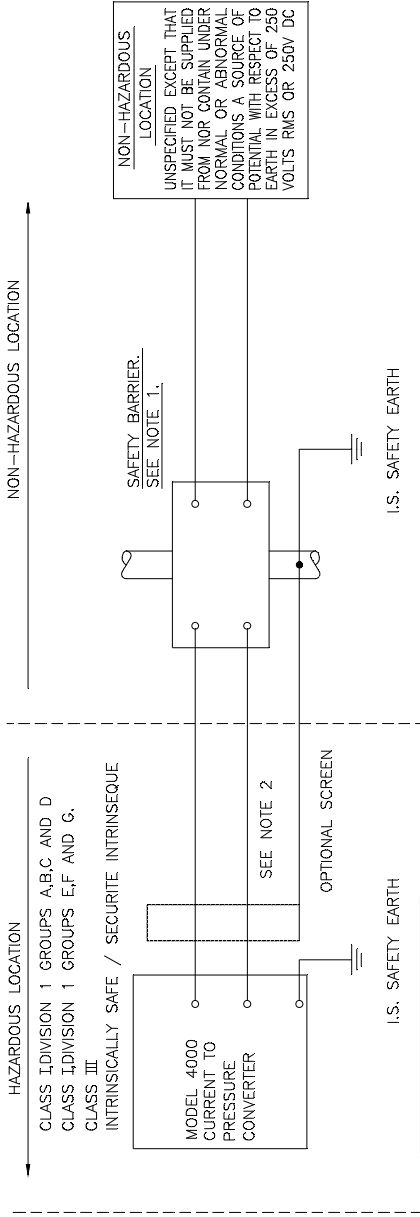 HAZARDOUS LOCATION
CLASS I,DIVISION 1 GROUPS A,B,C AND D
CLASS I,DIVISION 1 GROUPS E,F AND G.
CLASS III
INTRINSICALLY SAFE / SECURITE INTRINSEQUE
MODEL 4000
CURRENT TO
PRESSURE
CONVERTER
I.S. SAFETY EARTH
SEE NOTE 2
OPTIONAL SCREEN
NON-HAZARDOUS LOCATION
SAFETY BARRIER.
SEE NOTE 1.
I.S. SAFETY EARTH
NON-HAZARDOUS
LOCATION
UNSPECIFIED EXCEPT THAT
IT MUST NOT BE SUPPLIED
FROM NOR CONTAIN UNDER
NORMAL OR ABNORMAL
CONDITIONS A SOURCE OF
POTENTIAL WITH RESPECT TO
EARTH IN EXCESS OF 250
VOLTS RMS OR 250V DC